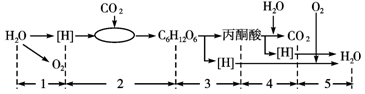 CO₂ H₂O O₂
H₂O [H] C₆H₁₂O₆ 丙酮酸 CO₂
O₂ [H] [H] H₂O
1 2 3 4 5